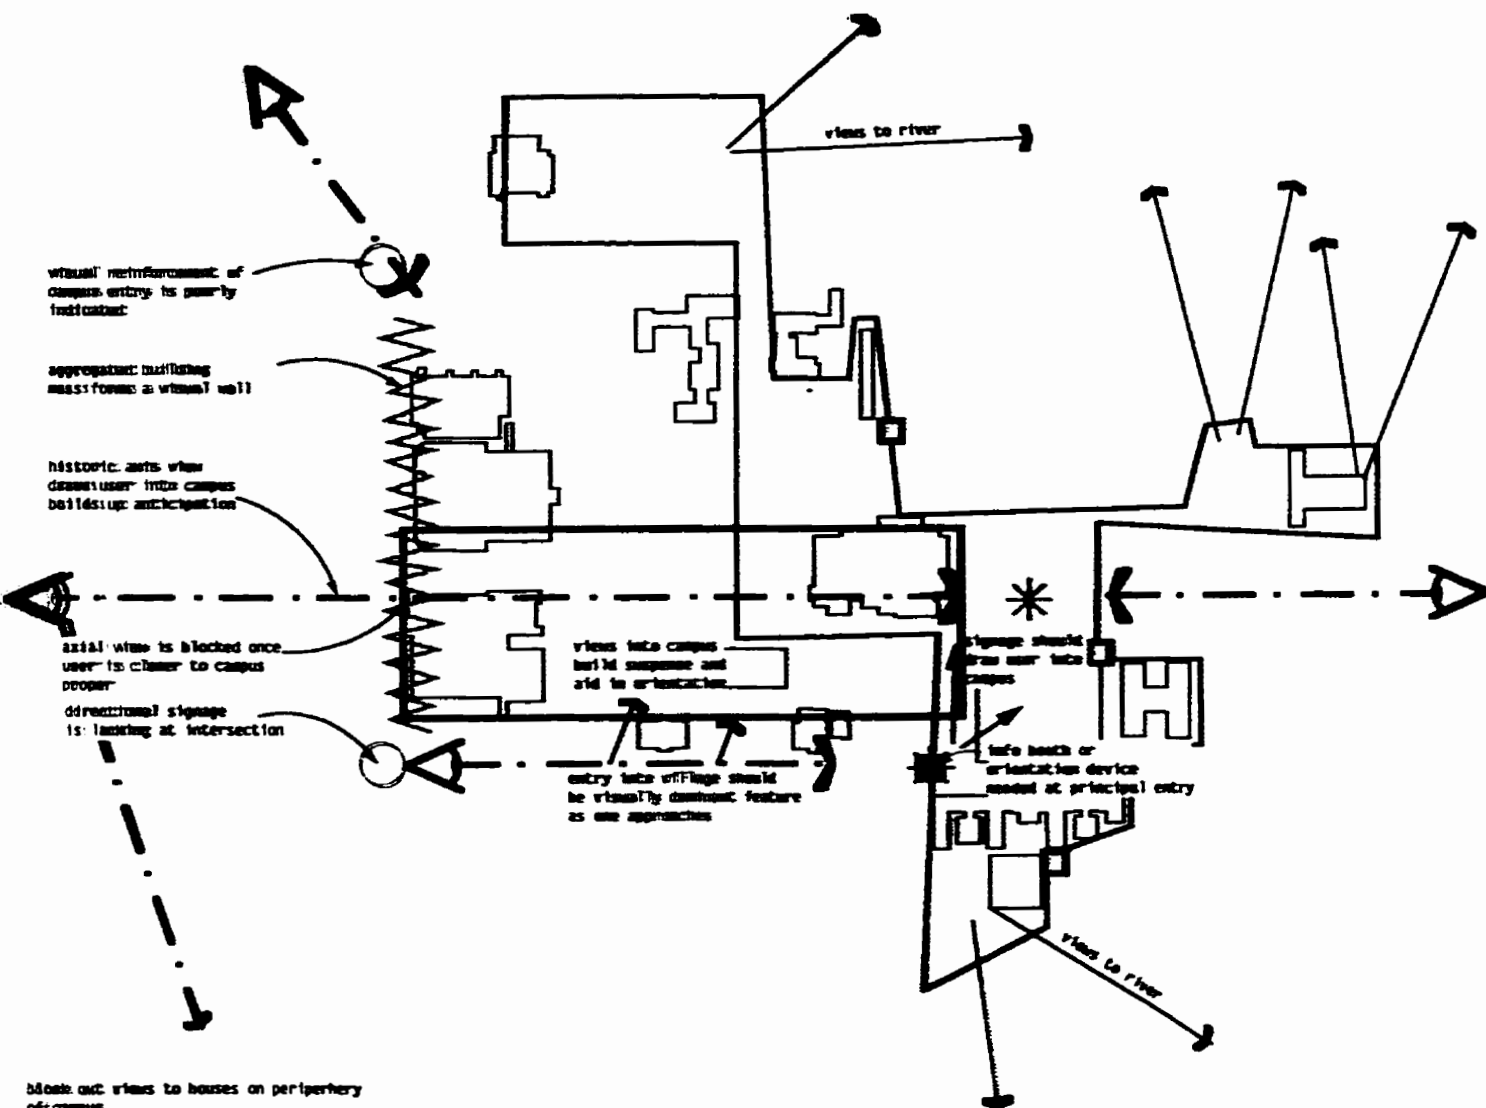 views to river
visual reinforcement of
campus entry is poorly
indicated
aggregated building
mass forms a visual wall
historic axis view
draws user into campus
builds up anticipation
axial view is blocked once
user is closer to campus
proper
directional signage
is lacking at intersection
views into campus
build suspense and
aid in orientation
signage should
draw user into
campus
entry into village should
be visually dominant feature
as one approaches
info booth or
orientation device
needed at principal entry
views to river
block out views to houses on periphery
of campus